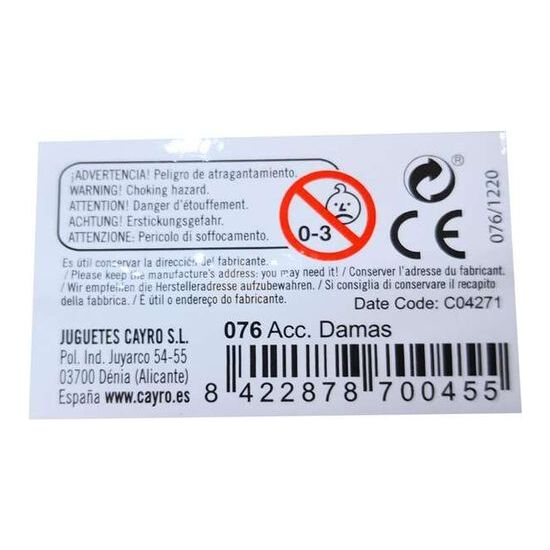 ¡ADVERTENCIA! Peligro de atragantamiento.
WARNING! Choking hazard.
ATTENTION! Danger d'étouffement.
ACHTUNG! Erstickungsgefahr.
ATTENZIONE! Pericolo di soffocamento.
0-3
®
CE
076/1220
Es útil conservar la dirección del fabricante.
/ Please keep the manufacture's address: you may need it! / Conserver l'adresse du fabricant.
/ Wir empfeilen die Herstelleradresse aufzubewahren. / Si consiglia di conservare il recapito
della fabbrica. / É útil o endereço do fabricante.
Date Code: C04271
JUGUETES CAYRO S.L.
Pol. Ind. Juyarco 54-55
03700 Dénia (Alicante)
España www.cayro.es
076 Acc. Damas
8 422878 700455